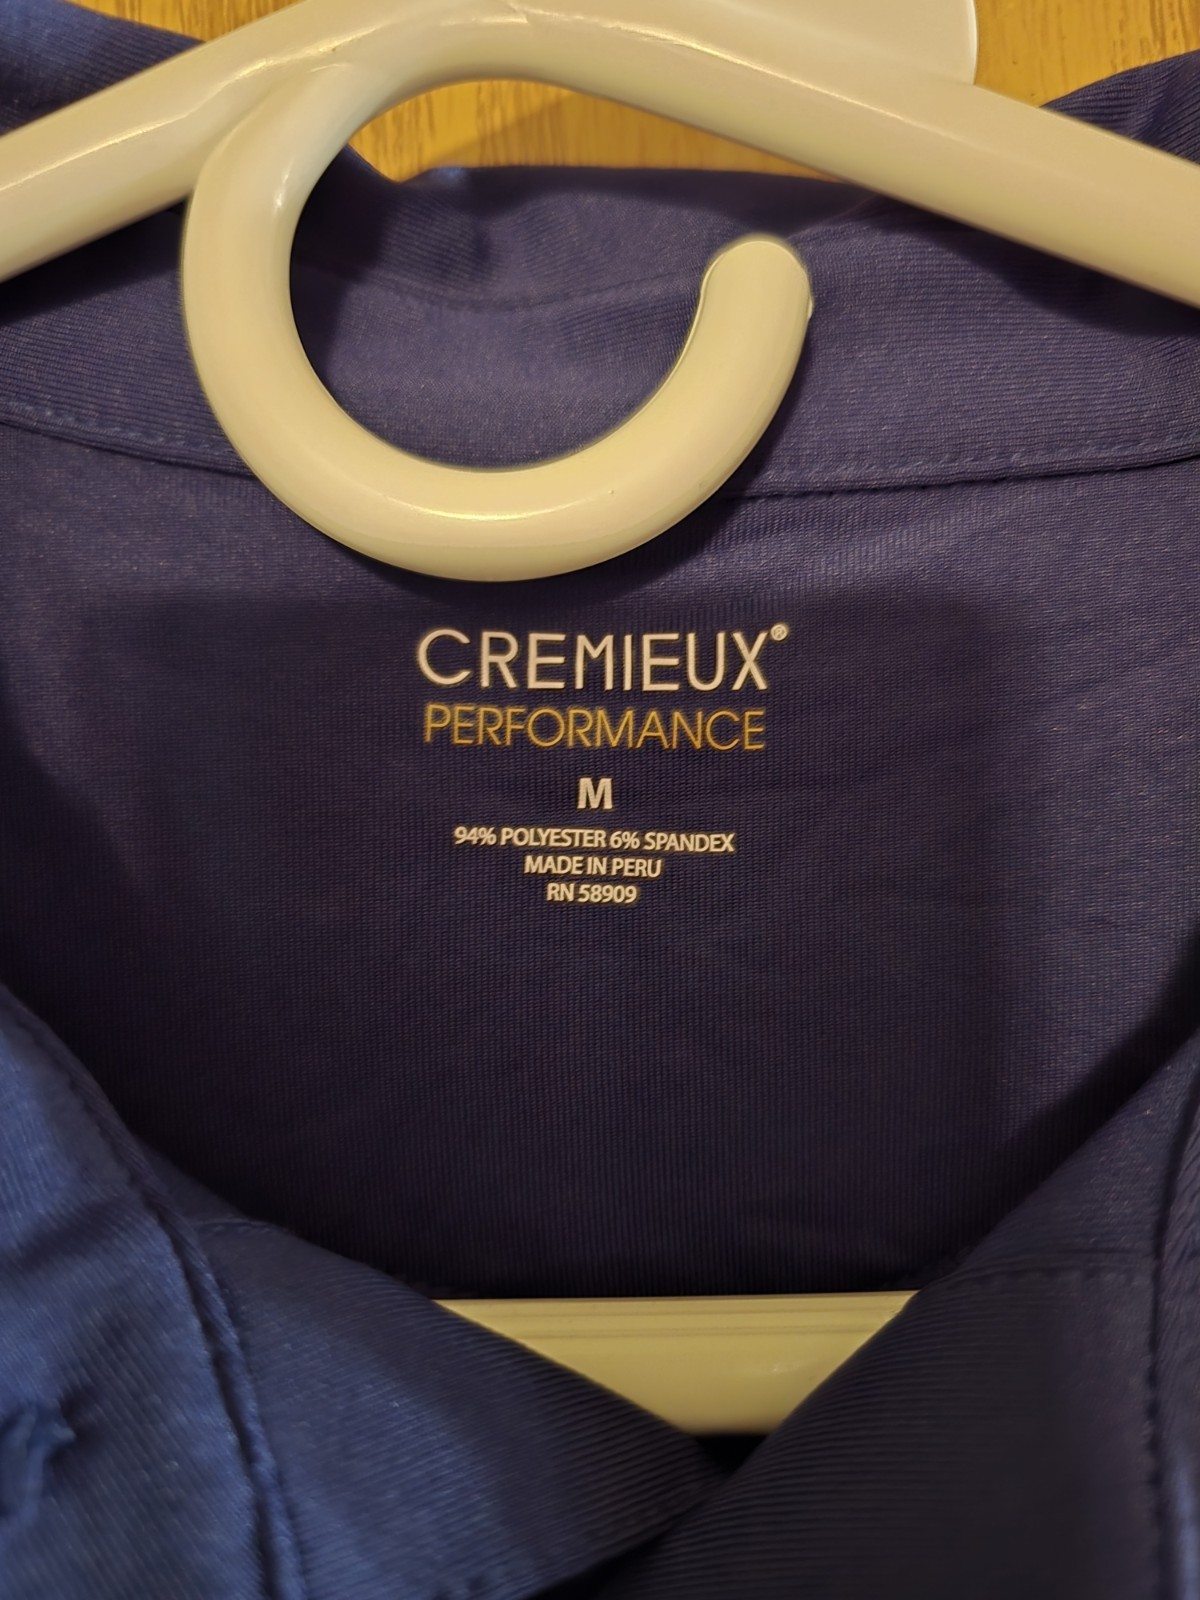 CREMIEUX®
PERFORMANCE
M
94% POLYESTER 6% SPANDEX
MADE IN PERU
RN 58909